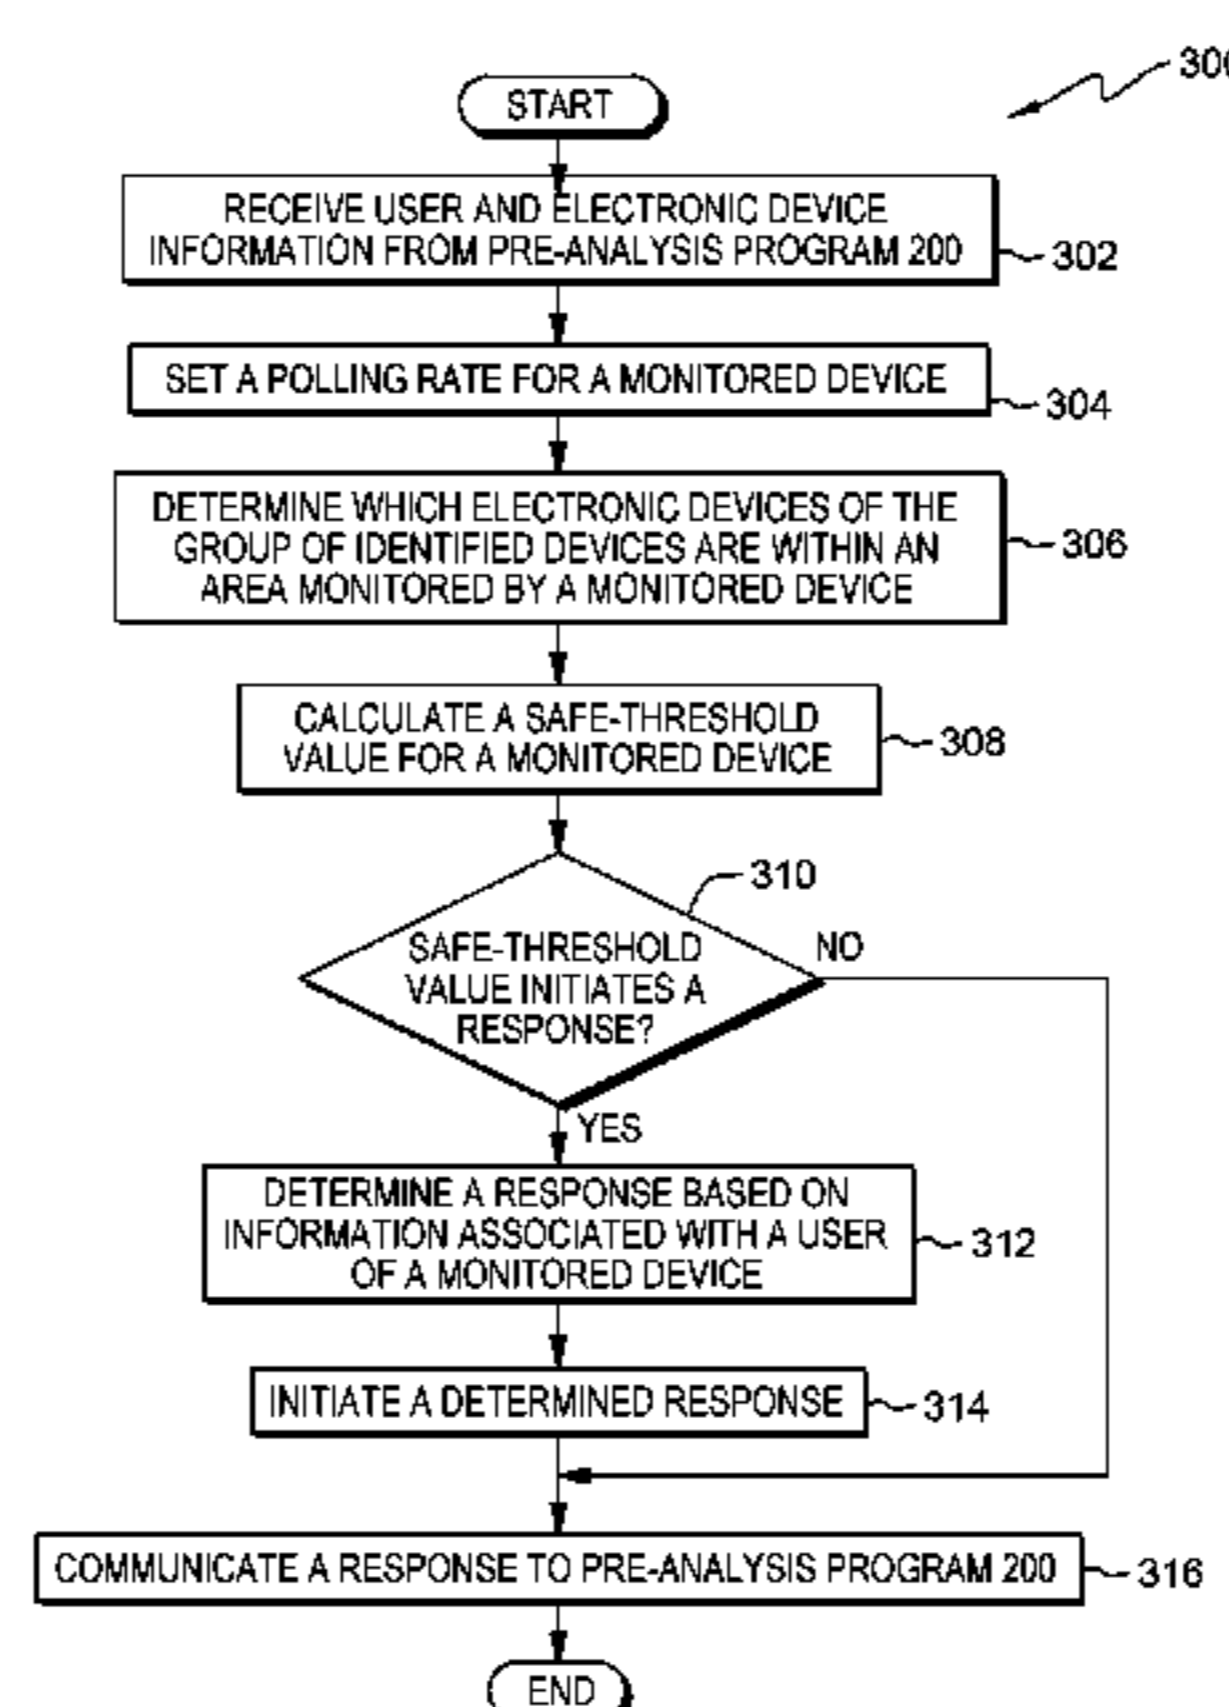 300
START
RECEIVE USER AND ELECTRONIC DEVICE
INFORMATION FROM PRE-ANALYSIS PROGRAM 200
302
SET A POLLING RATE FOR A MONITORED DEVICE
304
DETERMINE WHICH ELECTRONIC DEVICES OF THE
GROUP OF IDENTIFIED DEVICES ARE WITHIN AN
AREA MONITORED BY A MONITORED DEVICE
306
CALCULATE A SAFE-THRESHOLD
VALUE FOR A MONITORED DEVICE
308
310
SAFE-THRESHOLD
VALUE INITIATES A
RESPONSE?
NO
YES
DETERMINE A RESPONSE BASED ON
INFORMATION ASSOCIATED WITH A USER
OF A MONITORED DEVICE
312
INITIATE A DETERMINED RESPONSE
314
COMMUNICATE A RESPONSE TO PRE-ANALYSIS PROGRAM 200
316
END